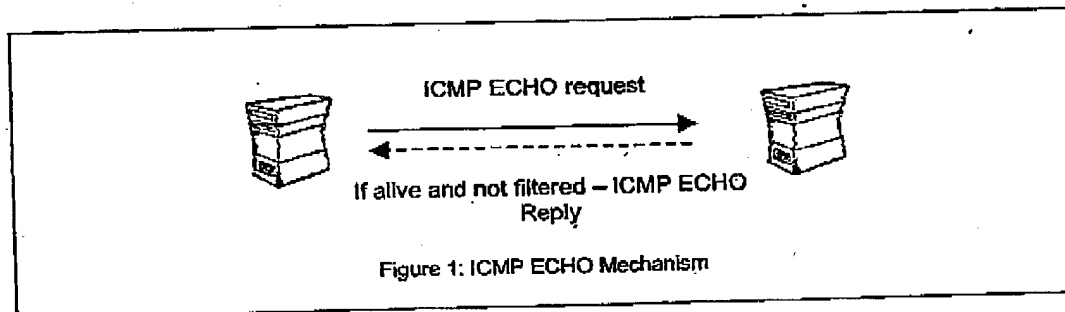 ICMP ECHO request
If alive and not filtered – ICMP ECHO
Reply
Figure 1: ICMP ECHO Mechanism